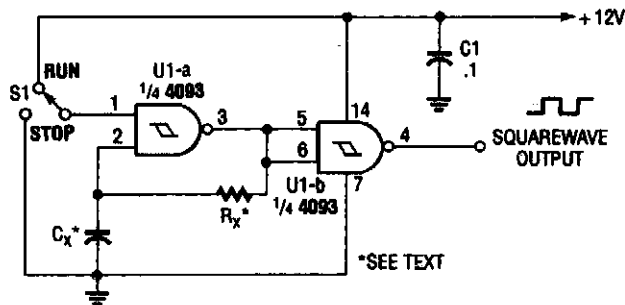 +12V
C1
.1
RUN
S1
STOP
U1-a
1/4 4093
1
2
3
5
6
14
4
7
U1-b
1/4 4093
SQUAREWAVE
OUTPUT
RX*
CX*
*SEE TEXT